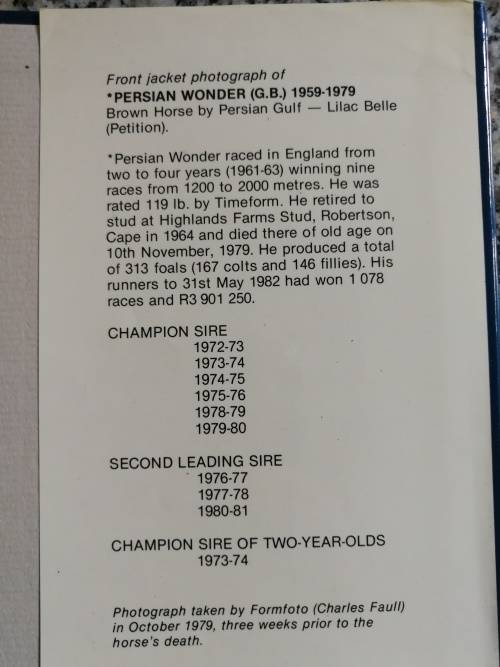 Front jacket photograph of
*PERSIAN WONDER (G.B.) 1959-1979
Brown Horse by Persian Gulf — Lilac Belle
(Petition).
*Persian Wonder raced in England from
two to four years (1961-63) winning nine
races from 1200 to 2000 metres. He was
rated 119 lb. by Timeform. He retired to
stud at Highlands Farms Stud, Robertson,
Cape in 1964 and died there of old age on
10th November, 1979. He produced a total
of 313 foals (167 colts and 146 fillies). His
runners to 31st May 1982 had won 1 078
races and R3 901 250.
CHAMPION SIRE
1972-73
1973-74
1974-75
1975-76
1978-79
1979-80
SECOND LEADING SIRE
1976-77
1977-78
1980-81
CHAMPION SIRE OF TWO-YEAR-OLDS
1973-74
Photograph taken by Formfoto (Charles Faull)
in October 1979, three weeks prior to the
horse's death.